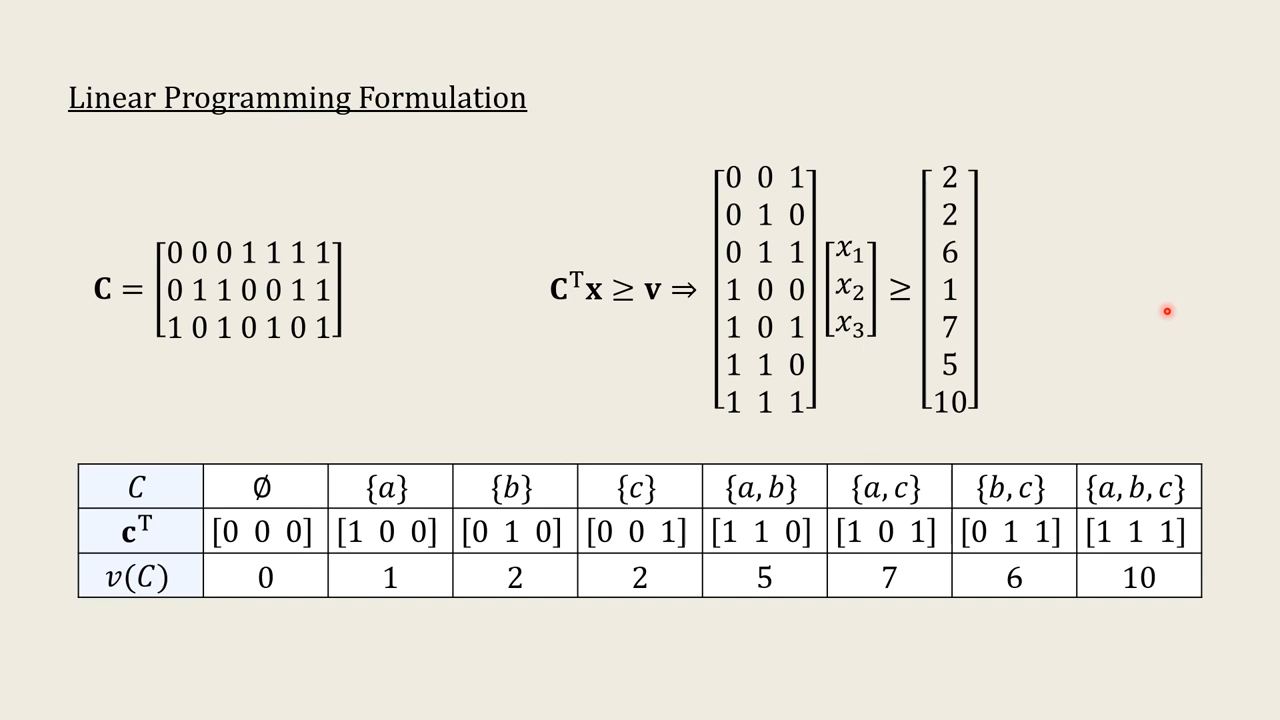 Linear Programming Formulation
𝐂 = [0 0 0 1 1 1 1
0 1 1 0 0 1 1
1 0 1 0 1 0 1]
𝐂ᵀ𝐱 ≥ 𝐯 ⇒ [0 0 1
0 1 0
0 1 1
1 0 0
1 0 1
1 1 0
1 1 1]
[x₁
x₂
x₃]
≥
[2
2
6
1
7
5
10]
C ∅ {a} {b} {c} {a, b} {a, c} {b, c} {a, b, c}
𝐜ᵀ [0 0 0] [1 0 0] [0 1 0] [0 0 1] [1 1 0] [1 0 1] [0 1 1] [1 1 1]
v(C) 0 1 2 2 5 7 6 10